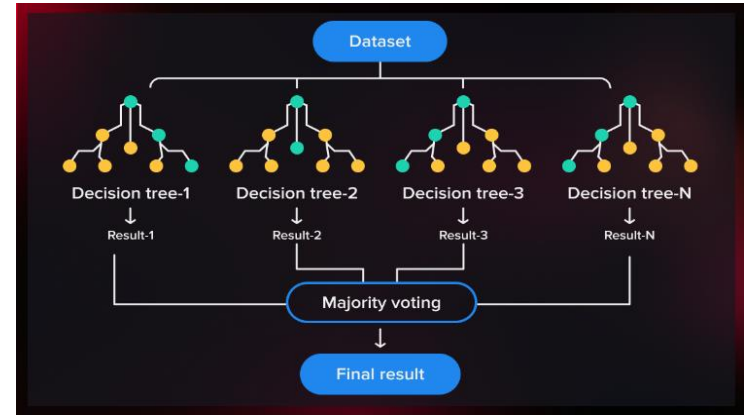 Dataset
Decision tree-1
Decision tree-2
Decision tree-3
Decision tree-N
Result-1
Result-2
Result-3
Result-N
Majority voting
Final result